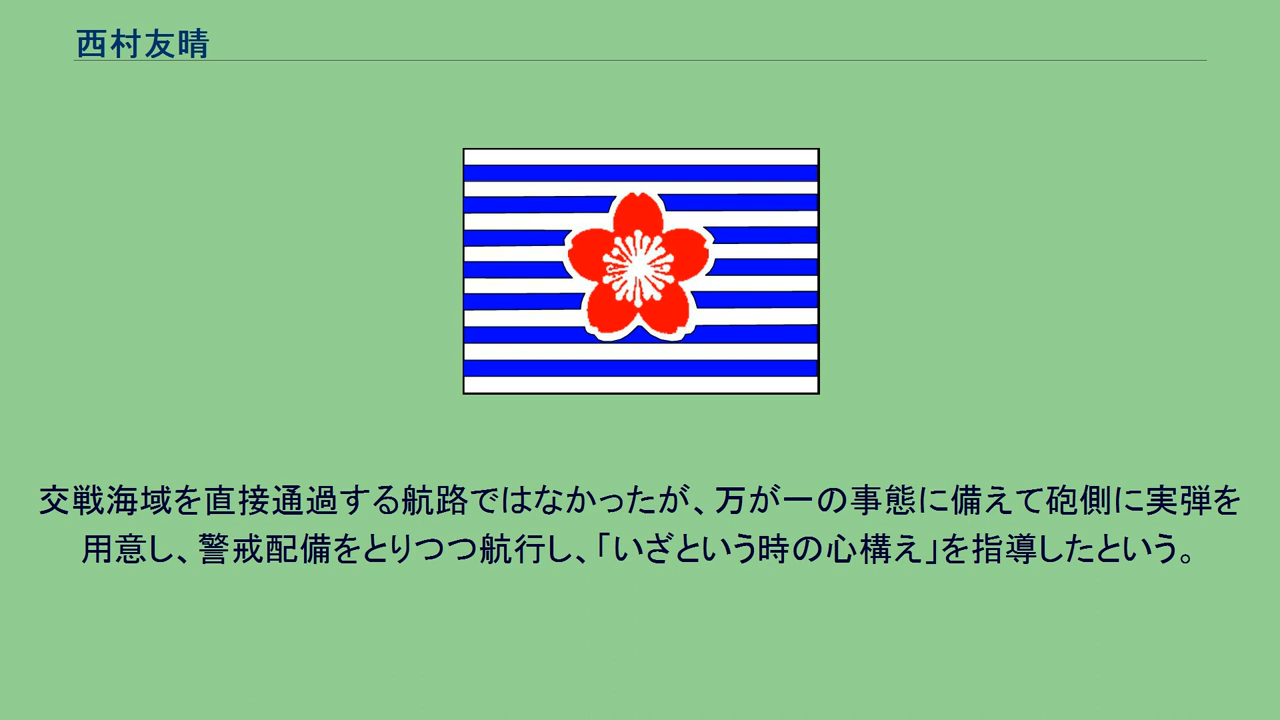 西村友晴
交戦海域を直接通過する航路ではなかったが、万が一の事態に備えて砲側に実弾を
用意し、警戒配備をとりつつ航行し、「いざという時の心構え」を指導したという。